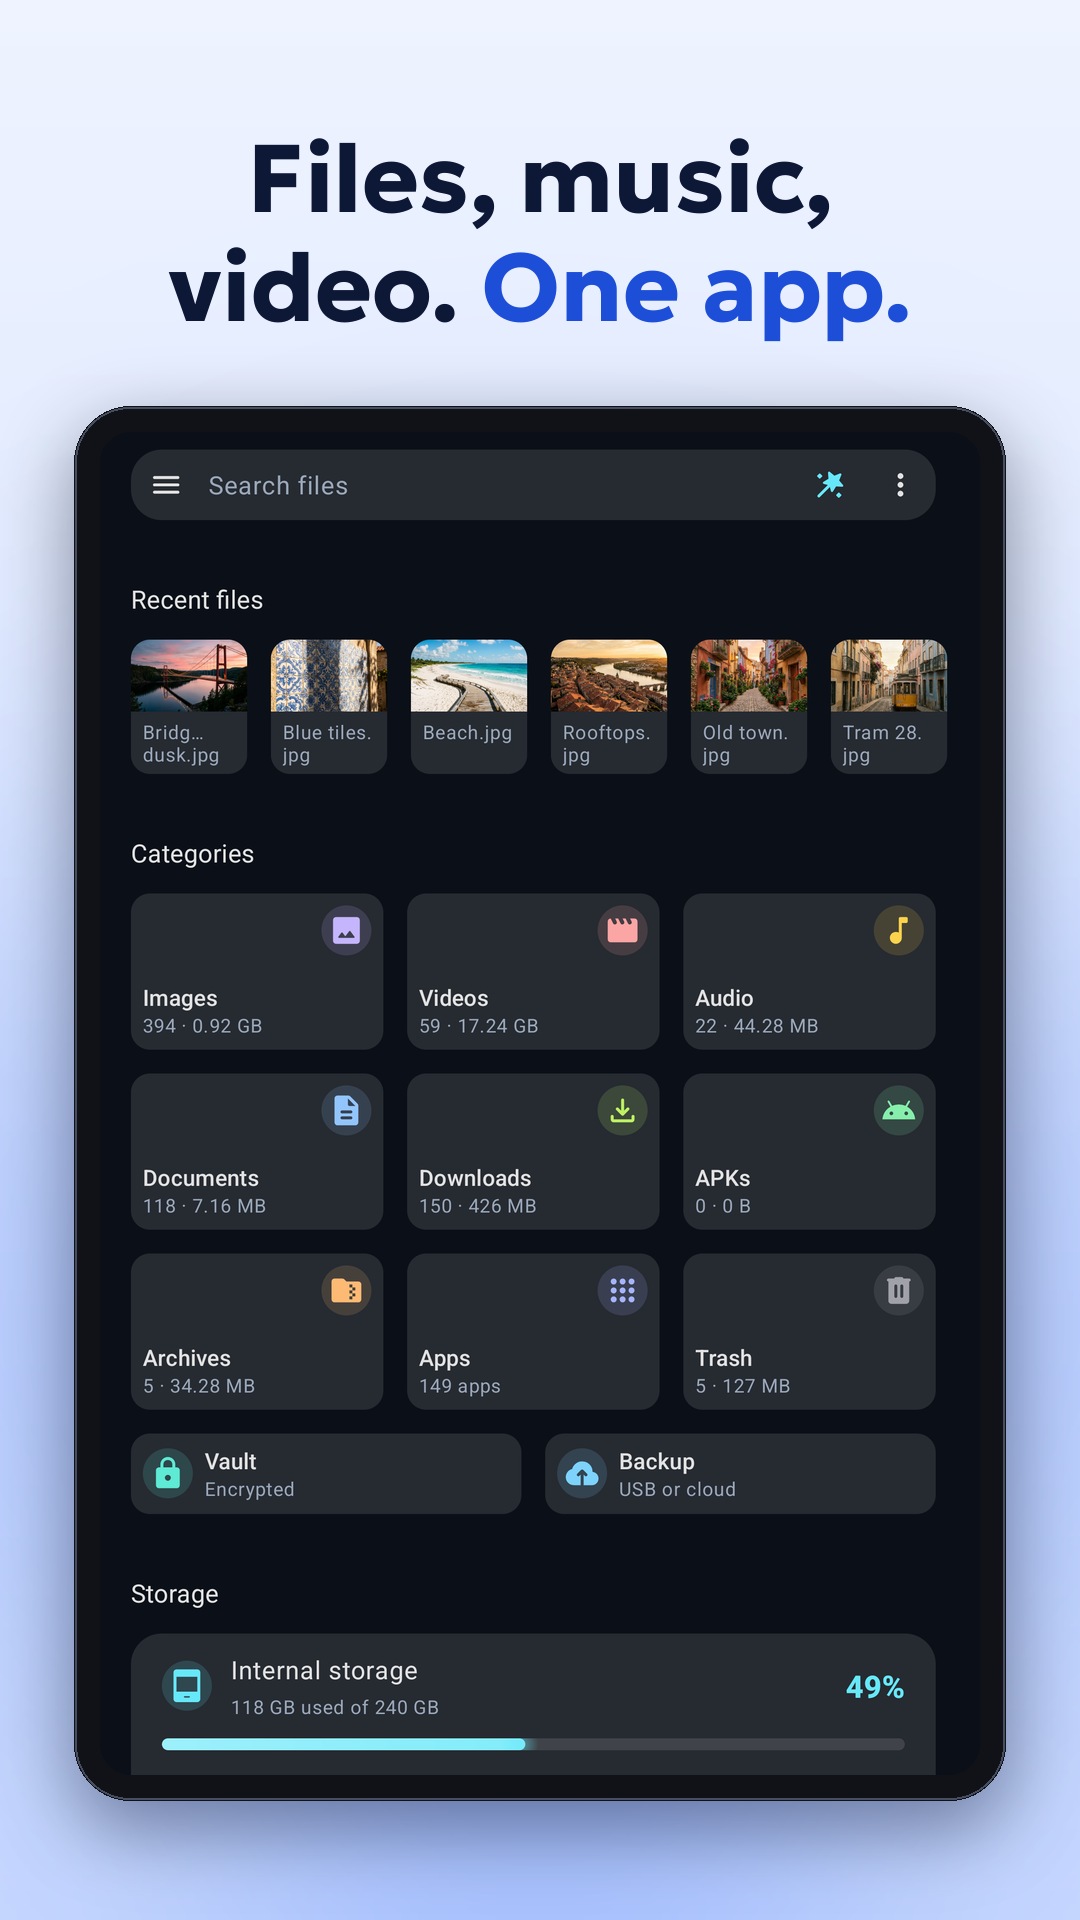 Files, music,
video. One app.
Search files
Recent files
Bridg...
dusk.jpg
Blue tiles.
jpg
Beach.jpg
Rooftops.
jpg
Old town.
jpg
Tram 28.
jpg
Categories
Images
394 · 0.92 GB
Videos
59 · 17.24 GB
Audio
22 · 44.28 MB
Documents
118 · 7.16 MB
Downloads
150 · 426 MB
APKs
0 · 0 B
Archives
5 · 34.28 MB
Apps
149 apps
Trash
5 · 127 MB
Vault
Encrypted
Backup
USB or cloud
Storage
Internal storage
118 GB used of 240 GB
49%